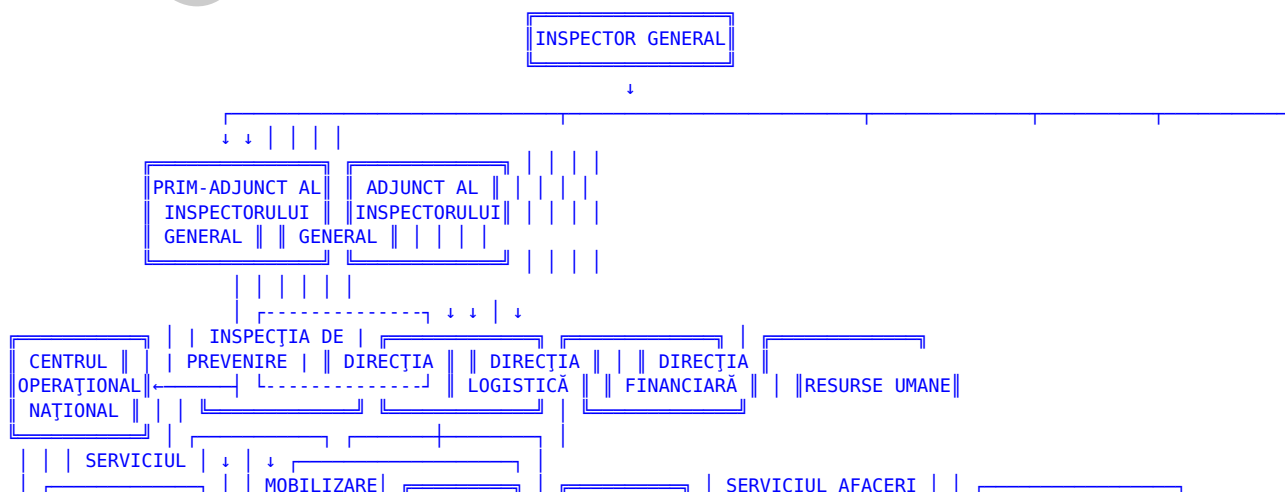 INSPECTOR GENERAL
PRIM-ADJUNCT AL ADJUNCT AL
INSPECTORULUI INSPECTORULUI
GENERAL GENERAL
INSPECŢIA DE
CENTRUL PREVENIRE DIRECŢIA DIRECŢIA DIRECŢIA
OPERAŢIONAL LOGISTICĂ FINANCIARĂ RESURSE UMANE
NAŢIONAL
SERVICIUL
MOBILIZARE SERVICIUL AFACERI